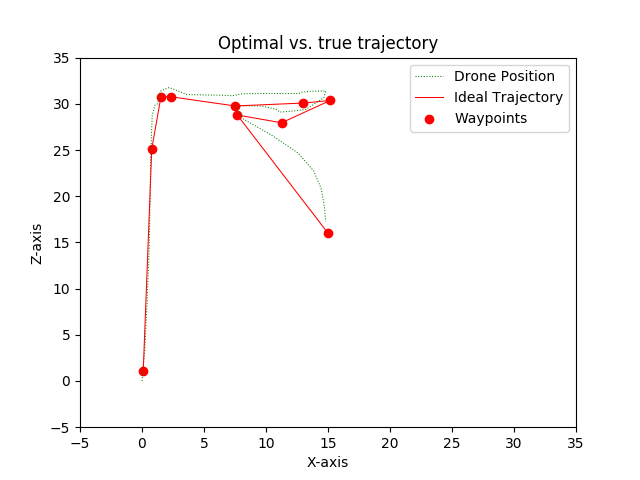 Optimal vs. true trajectory
Drone Position
Ideal Trajectory
Waypoints
35
30
25
20
15
10
5
0
−5
Z-axis
−5 0 5 10 15 20 25 30 35
X-axis